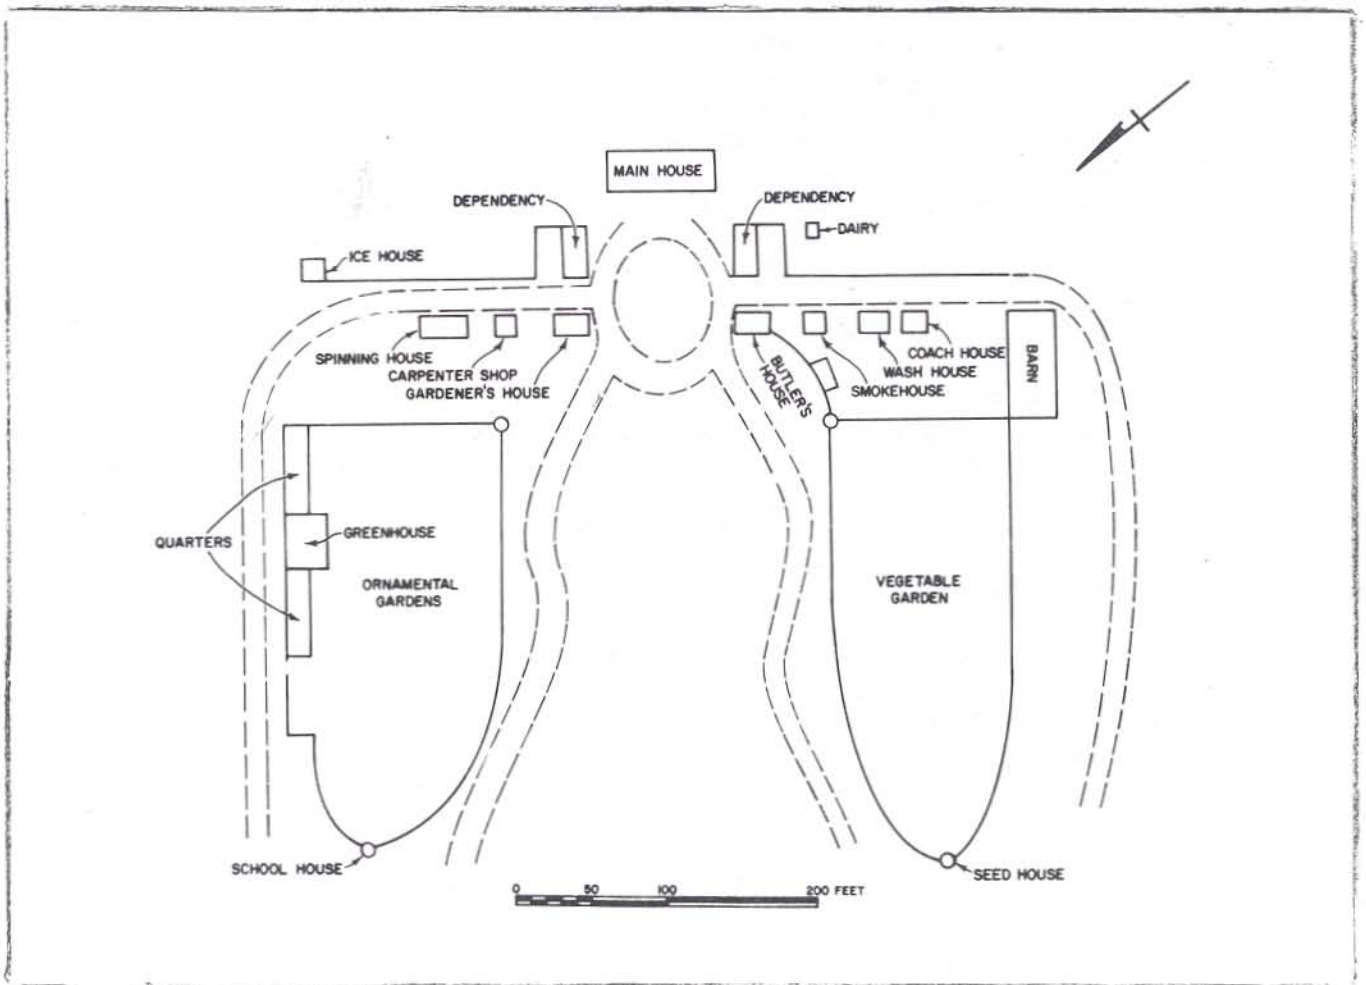 MAIN HOUSE
DEPENDENCY
DEPENDENCY
DAIRY
ICE HOUSE
SPINNING HOUSE
CARPENTER SHOP
GARDENER'S HOUSE
BUTLER'S
HOUSE
COACH HOUSE
WASH HOUSE
SMOKEHOUSE
BARN
QUARTERS
GREENHOUSE
ORNAMENTAL
GARDENS
VEGETABLE
GARDEN
SCHOOL HOUSE
SEED HOUSE
0 50 100 200 FEET